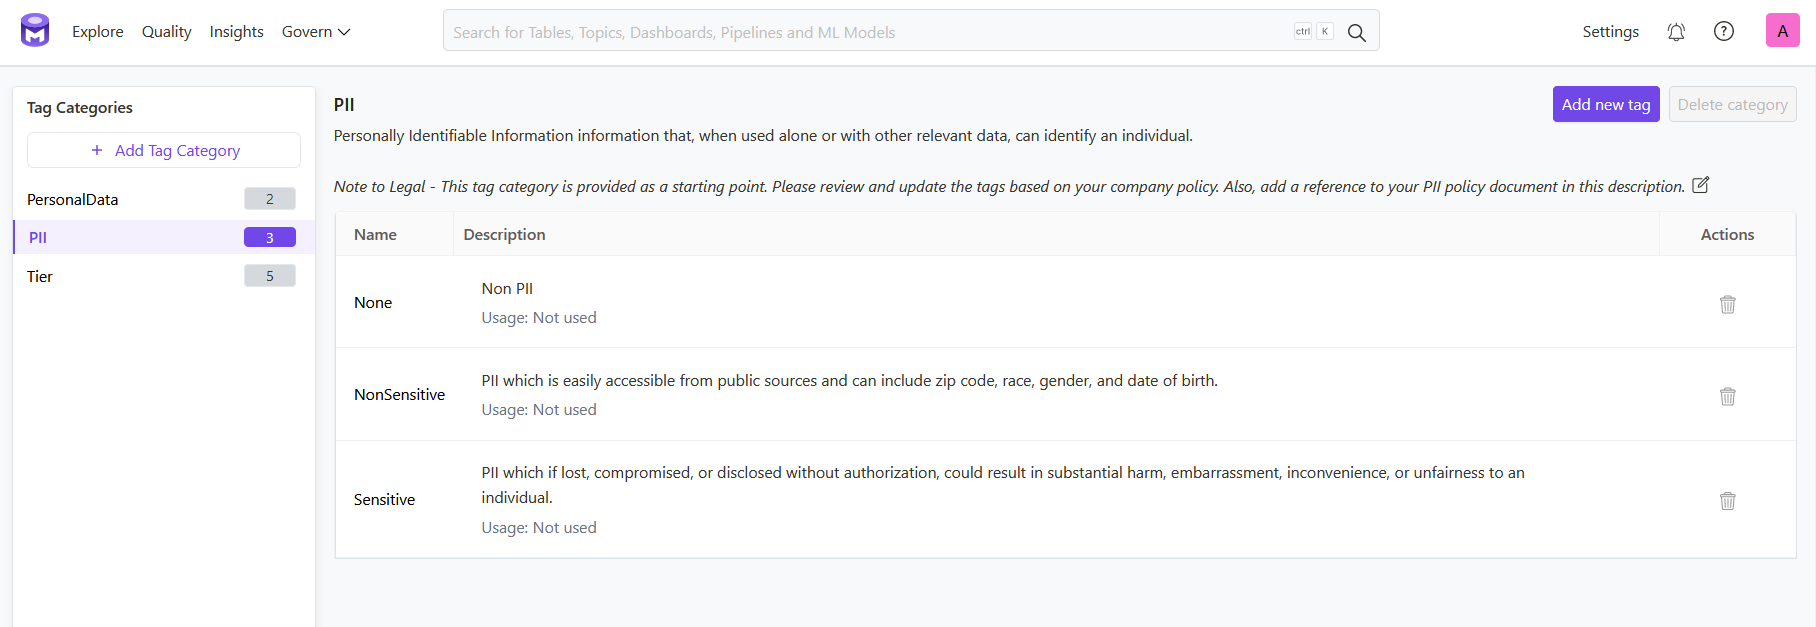 Explore Quality Insights Govern
Search for Tables, Topics, Dashboards, Pipelines and ML Models
ctrl K
Settings
?
A
Tag Categories
+ Add Tag Category
PersonalData 2
PII 3
Tier 5
PII
Add new tag
Delete category
Personally Identifiable Information information that, when used alone or with other relevant data, can identify an individual.
Note to Legal - This tag category is provided as a starting point. Please review and update the tags based on your company policy. Also, add a reference to your PII policy document in this description.
Name Description Actions
None
Non PII
Usage: Not used
NonSensitive
PII which is easily accessible from public sources and can include zip code, race, gender, and date of birth.
Usage: Not used
Sensitive
PII which if lost, compromised, or disclosed without authorization, could result in substantial harm, embarrassment, inconvenience, or unfairness to an
individual.
Usage: Not used